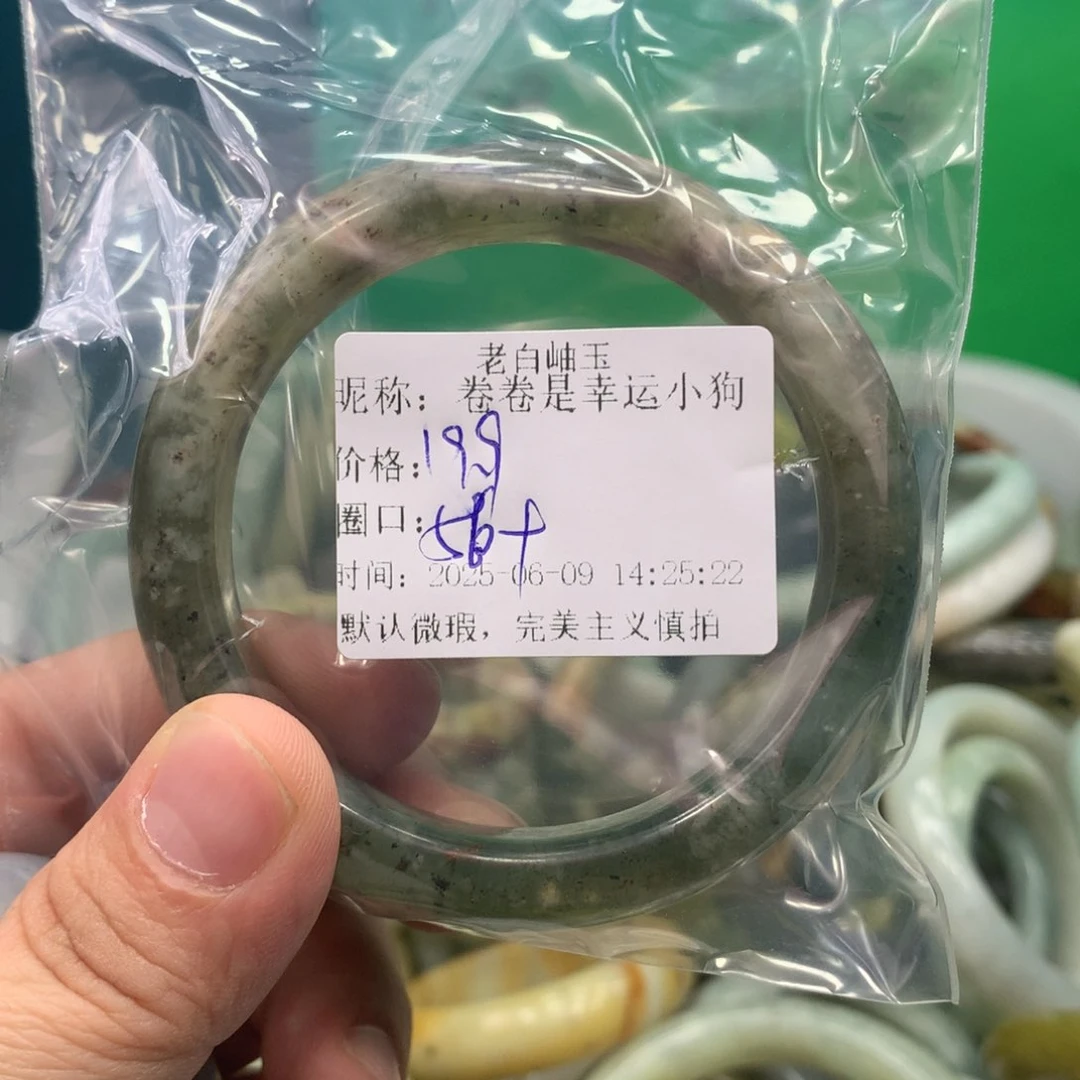 老白岫玉
昵称：卷卷是幸运小狗
价格：199
圈口：56+
时间：2025-06-09 14:25:22
默认微瑕，完美主义慎拍